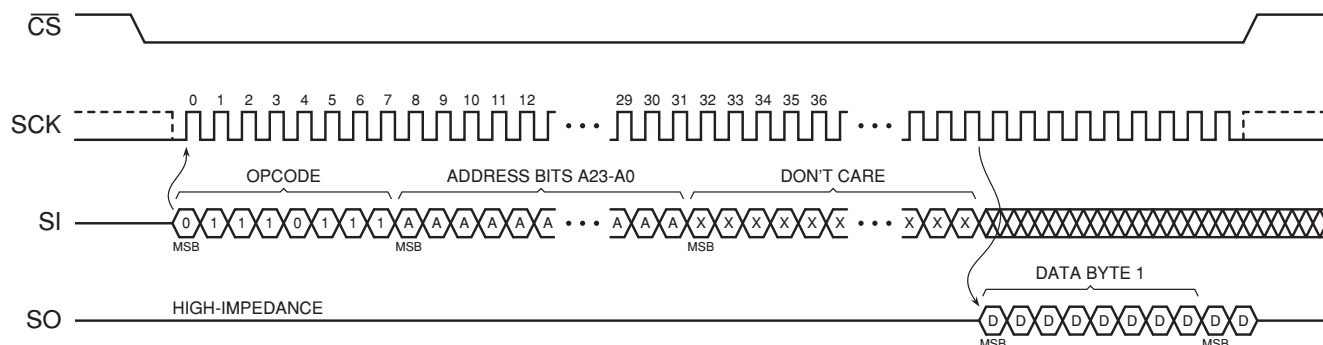 CS
0 1 2 3 4 5 6 7 8 9 10 11 12 29 30 31 32 33 34 35 36
SCK
OPCODE ADDRESS BITS A23-A0 DON'T CARE
SI 0 1 1 1 0 1 1 1 A A A A A A A A A X X X X X X X X X
MSB MSB MSB
DATA BYTE 1
HIGH-IMPEDANCE
SO D D D D D D D D D D
MSB MSB